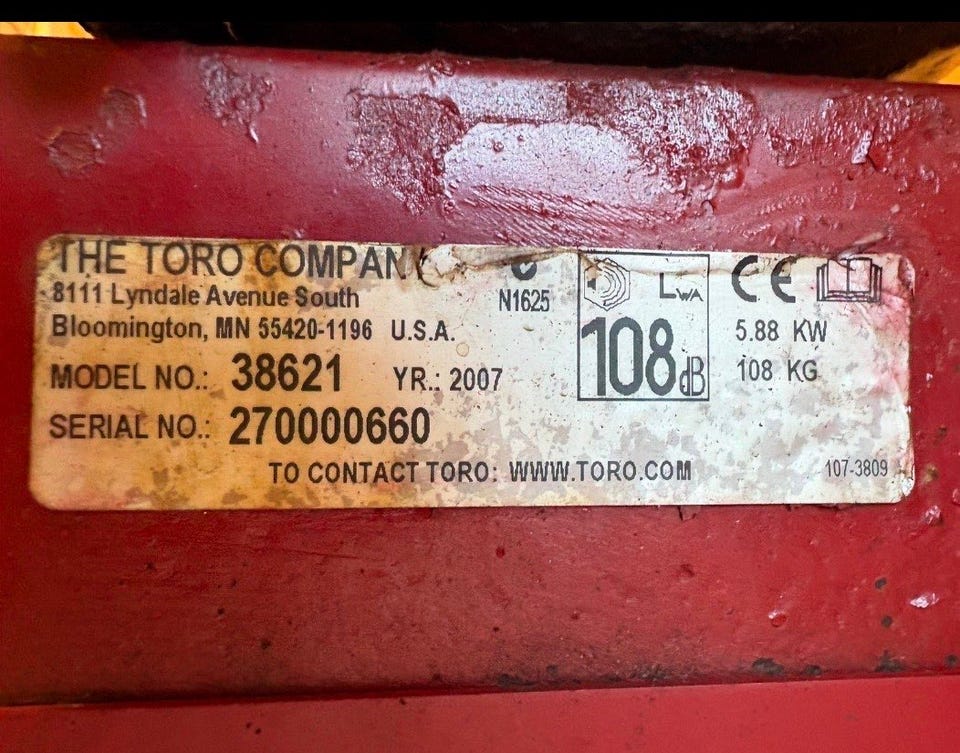 THE TORO COMPANY
8111 Lyndale Avenue South
Bloomington, MN 55420-1196 U.S.A.
MODEL NO.: 38621 YR.: 2007
SERIAL NO.: 270000660
TO CONTACT TORO: WWW.TORO.COM
N1625
LWA
108dB
CE
5.88 KW
108 KG
107-3809